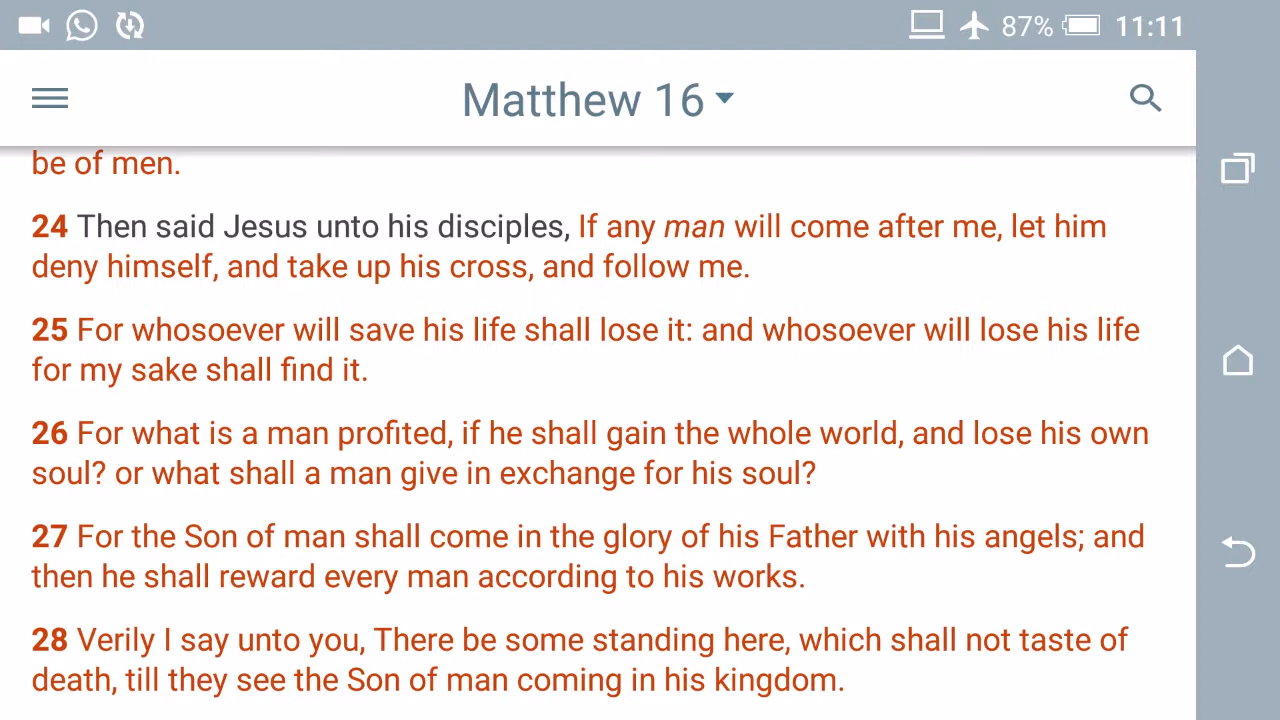 87% 11:11
Matthew 16
be of men.
24 Then said Jesus unto his disciples, If any man will come after me, let him
deny himself, and take up his cross, and follow me.
25 For whosoever will save his life shall lose it: and whosoever will lose his life
for my sake shall find it.
26 For what is a man profited, if he shall gain the whole world, and lose his own
soul? or what shall a man give in exchange for his soul?
27 For the Son of man shall come in the glory of his Father with his angels; and
then he shall reward every man according to his works.
28 Verily I say unto you, There be some standing here, which shall not taste of
death, till they see the Son of man coming in his kingdom.